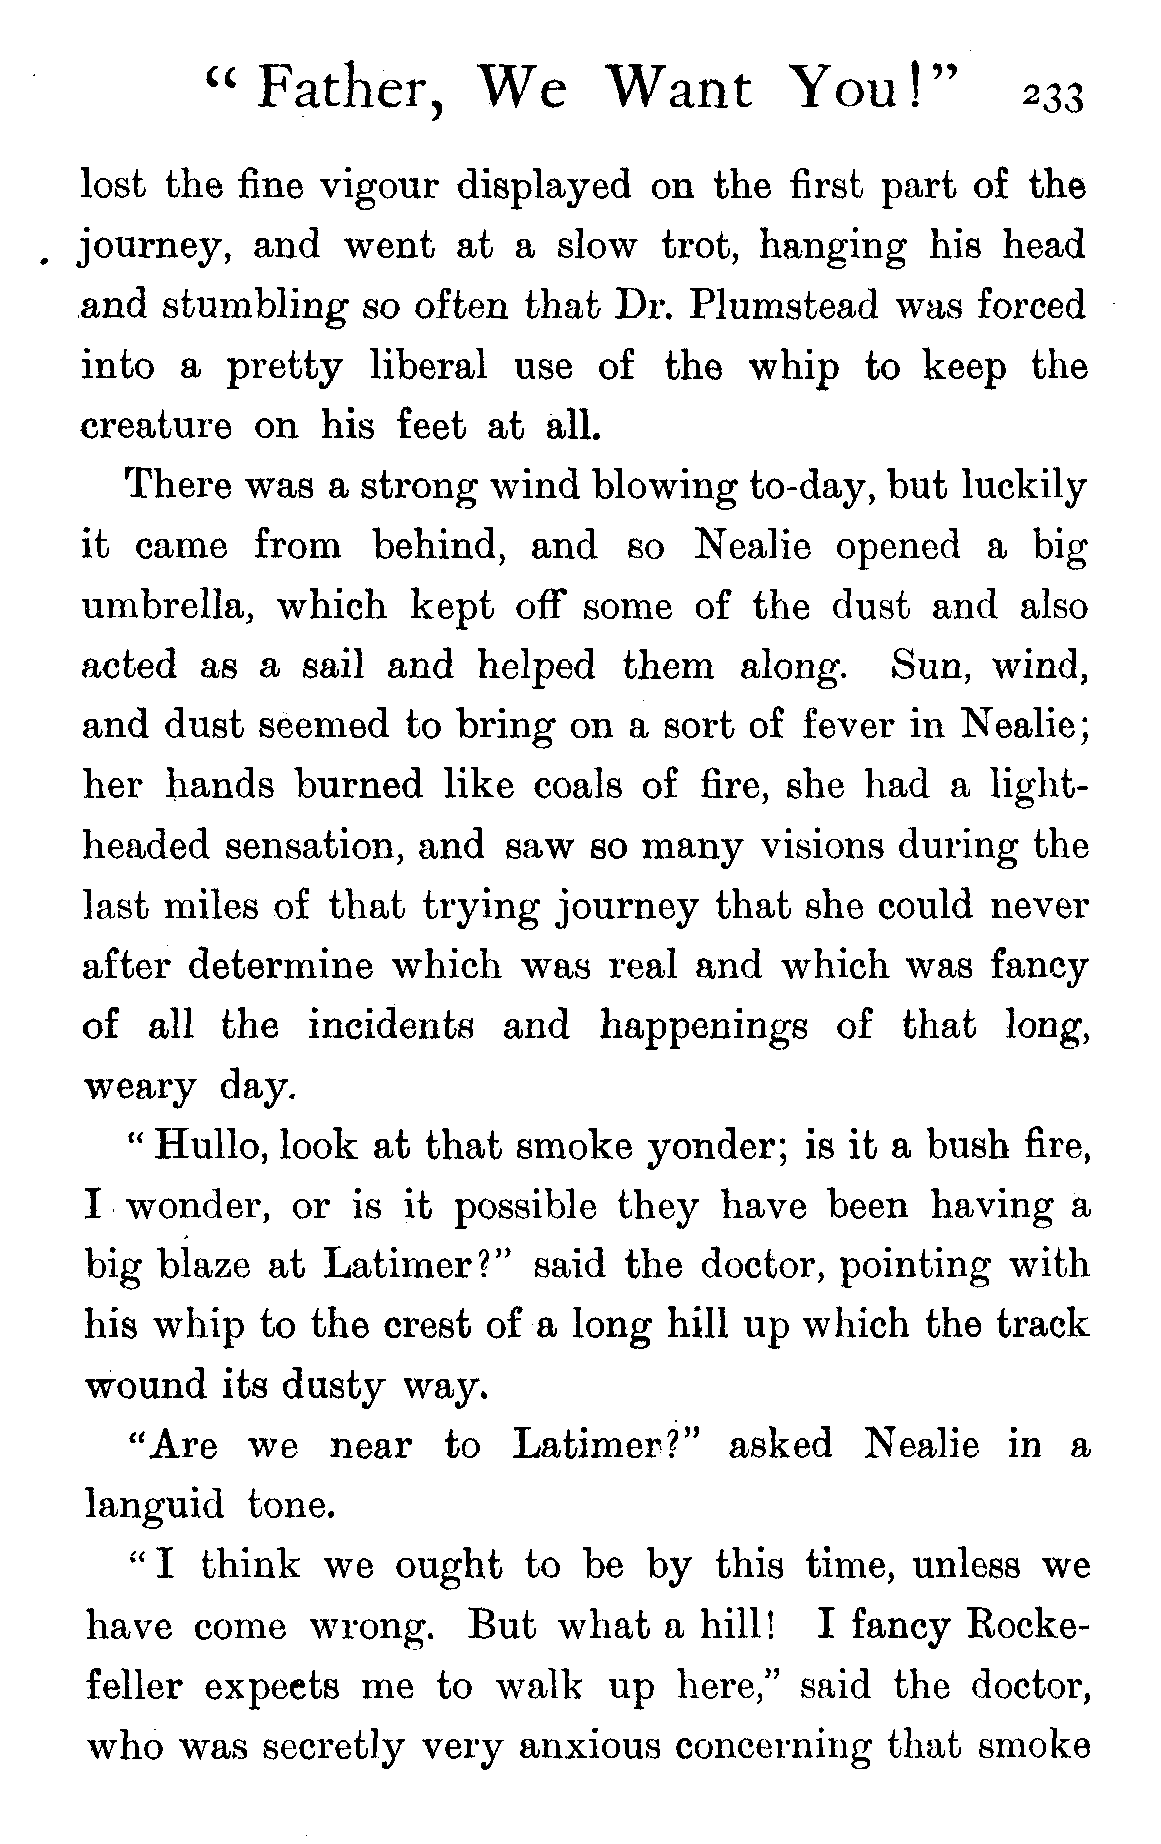 “ Father, We Want You!” 233
lost the fine vigour displayed on the first part of the
journey, and went at a slow trot, hanging his head
and stumbling so often that Dr. Plumstead was forced
into a pretty liberal use of the whip to keep the
creature on his feet at all.
There was a strong wind blowing to-day, but luckily
it came from behind, and so Nealie opened a big
umbrella, which kept off some of the dust and also
acted as a sail and helped them along. Sun, wind,
and dust seemed to bring on a sort of fever in Nealie;
her hands burned like coals of fire, she had a light-
headed sensation, and saw so many visions during the
last miles of that trying journey that she could never
after determine which was real and which was fancy
of all the incidents and happenings of that long,
weary day.
“ Hullo, look at that smoke yonder; is it a bush fire,
I wonder, or is it possible they have been having a
big blaze at Latimer?” said the doctor, pointing with
his whip to the crest of a long hill up which the track
wound its dusty way.
“Are we near to Latimer?” asked Nealie in a
languid tone.
“ I think we ought to be by this time, unless we
have come wrong. But what a hill! I fancy Rocke-
feller expects me to walk up here,” said the doctor,
who was secretly very anxious concerning that smoke